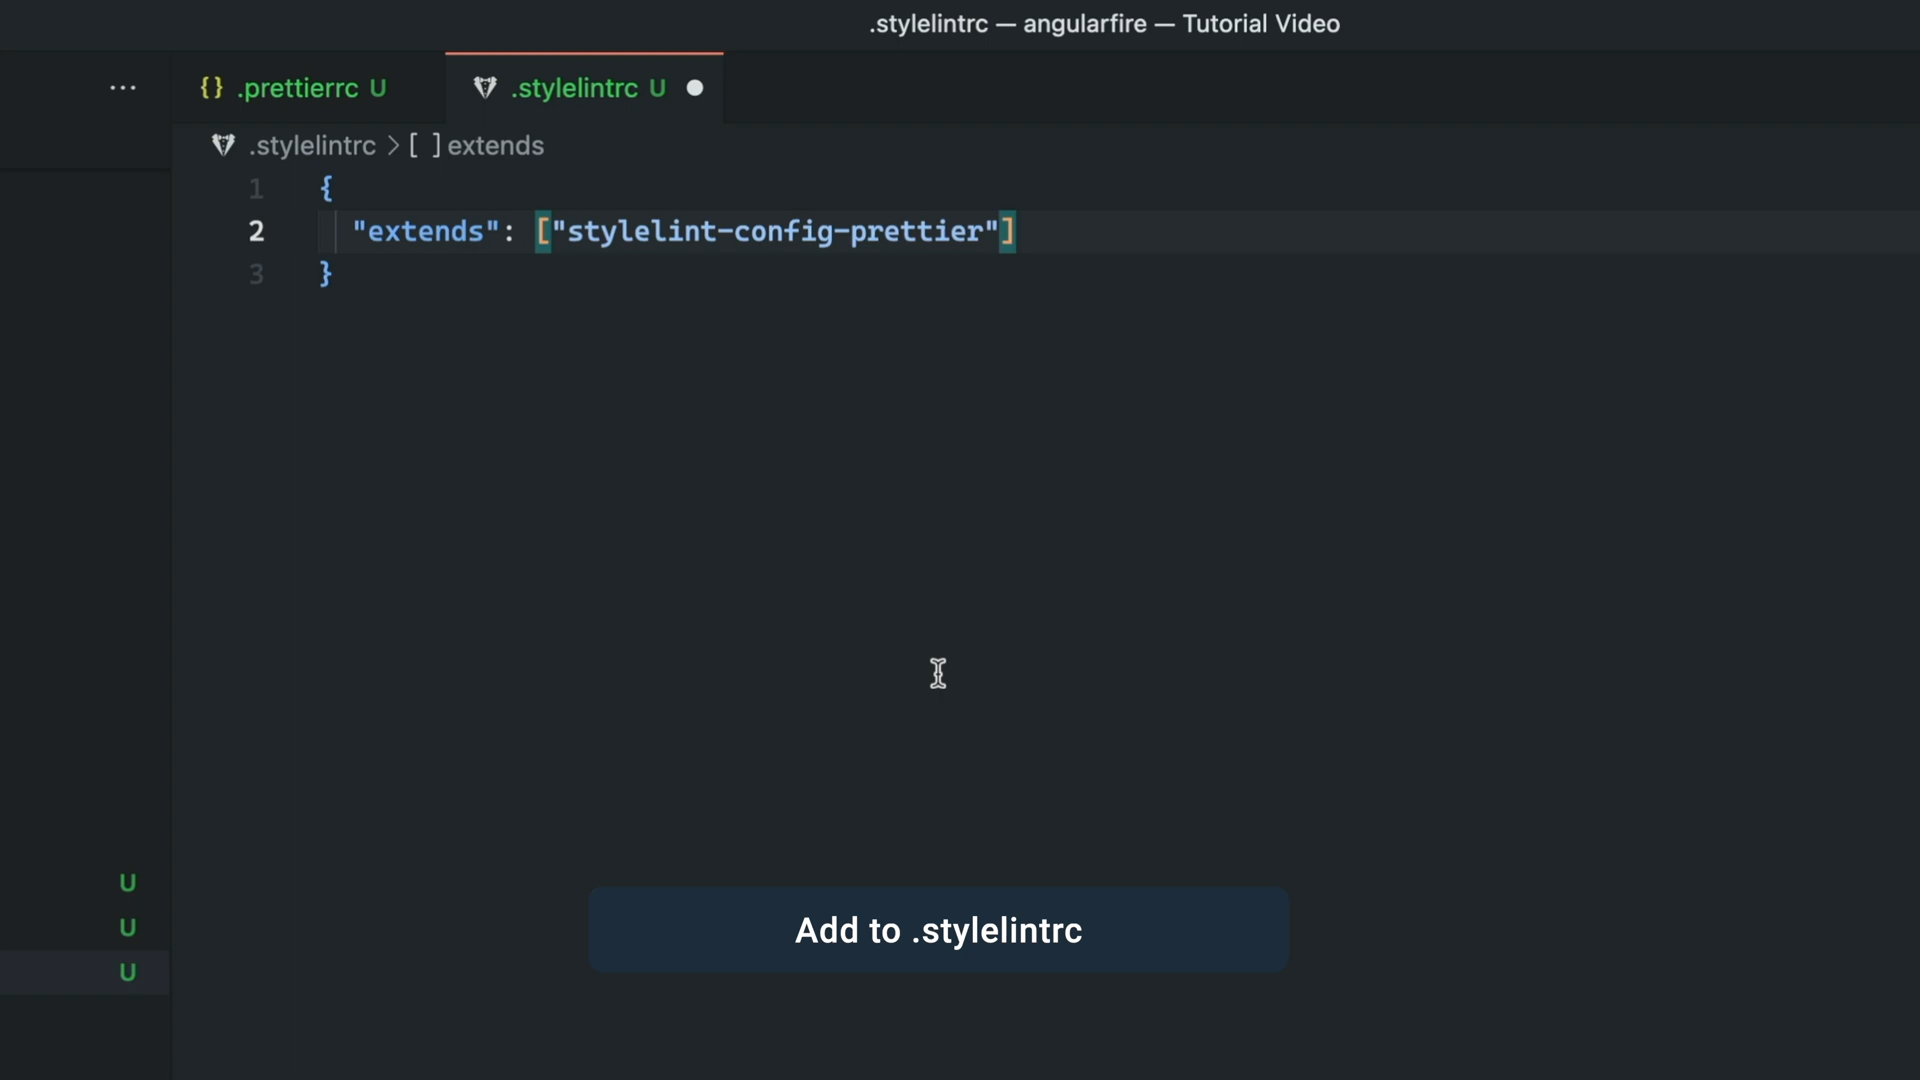 .stylelintrc — angularfire — Tutorial Video
··· {} .prettierrc U .stylelintrc U
.stylelintrc > [ ] extends
1 {
2 "extends": ["stylelint-config-prettier"]
3 }
U
U
U
Add to .stylelintrc